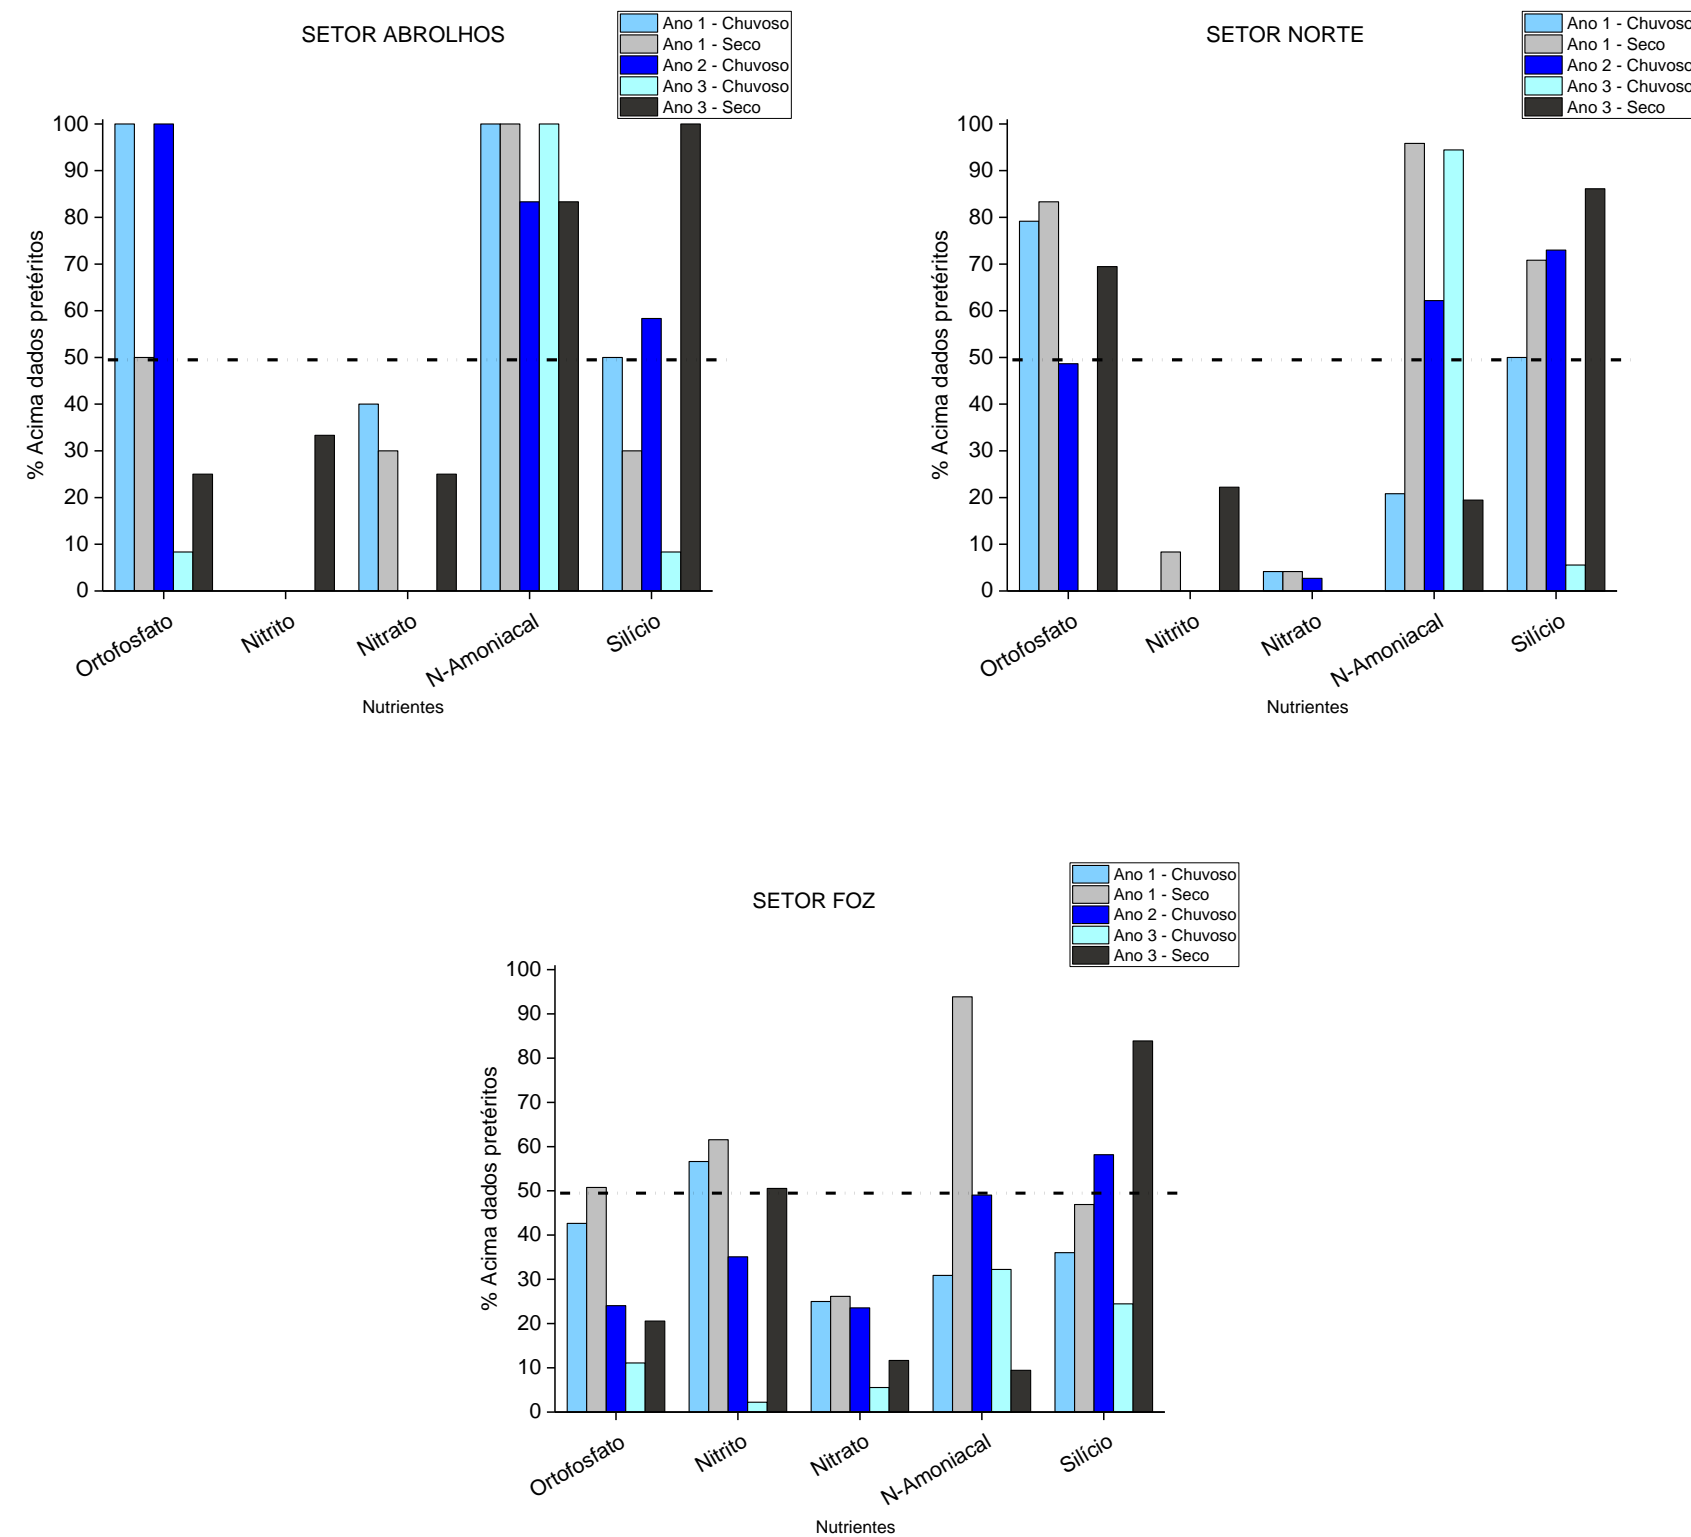 SETOR ABROLHOS
Ano 1 - Chuvoso
Ano 1 - Seco
Ano 2 - Chuvoso
Ano 3 - Chuvoso
Ano 3 - Seco
% Acima dados pretéritos
100
90
80
70
60
50
40
30
20
10
0
Ortofosfato
Nitrito
Nitrato
N-Amoniacal
Silício
Nutrientes
SETOR NORTE
Ano 1 - Chuvoso
Ano 1 - Seco
Ano 2 - Chuvoso
Ano 3 - Chuvoso
Ano 3 - Seco
% Acima dados pretéritos
100
90
80
70
60
50
40
30
20
10
0
Ortofosfato
Nitrito
Nitrato
N-Amoniacal
Silício
Nutrientes
SETOR FOZ
Ano 1 - Chuvoso
Ano 1 - Seco
Ano 2 - Chuvoso
Ano 3 - Chuvoso
Ano 3 - Seco
% Acima dados pretéritos
100
90
80
70
60
50
40
30
20
10
0
Ortofosfato
Nitrito
Nitrato
N-Amoniacal
Silício
Nutrientes